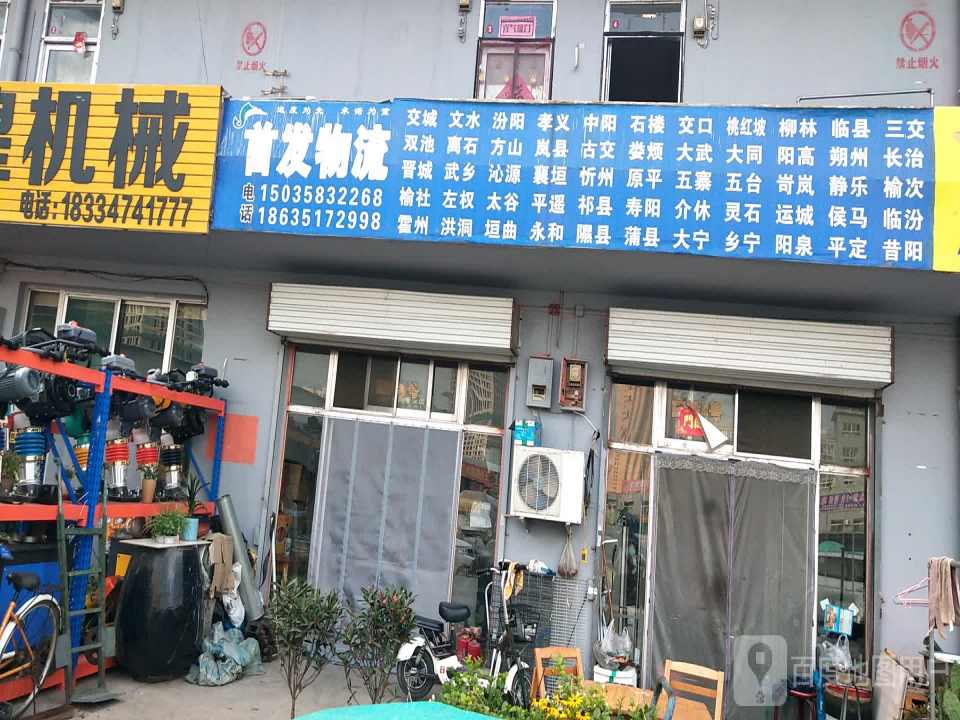 禁止烟火
禁止烟火
机械
电话:18334741777
首发物流
电话
15035832268
18635172998
交城 文水 汾阳 孝义 中阳 石楼 交口 桃红坡 柳林 临县 三交
双池 离石 方山 岚县 古交 娄烦 大武 大同 阳高 朔州 长治
晋城 武乡 沁源 襄垣 忻州 原平 五寨 五台 岢岚 静乐 榆次
榆社 左权 太谷 平遥 祁县 寿阳 介休 灵石 运城 侯马 临汾
霍州 洪洞 垣曲 永和 隰县 蒲县 大宁 乡宁 阳泉 平定 昔阳
百度地图用户